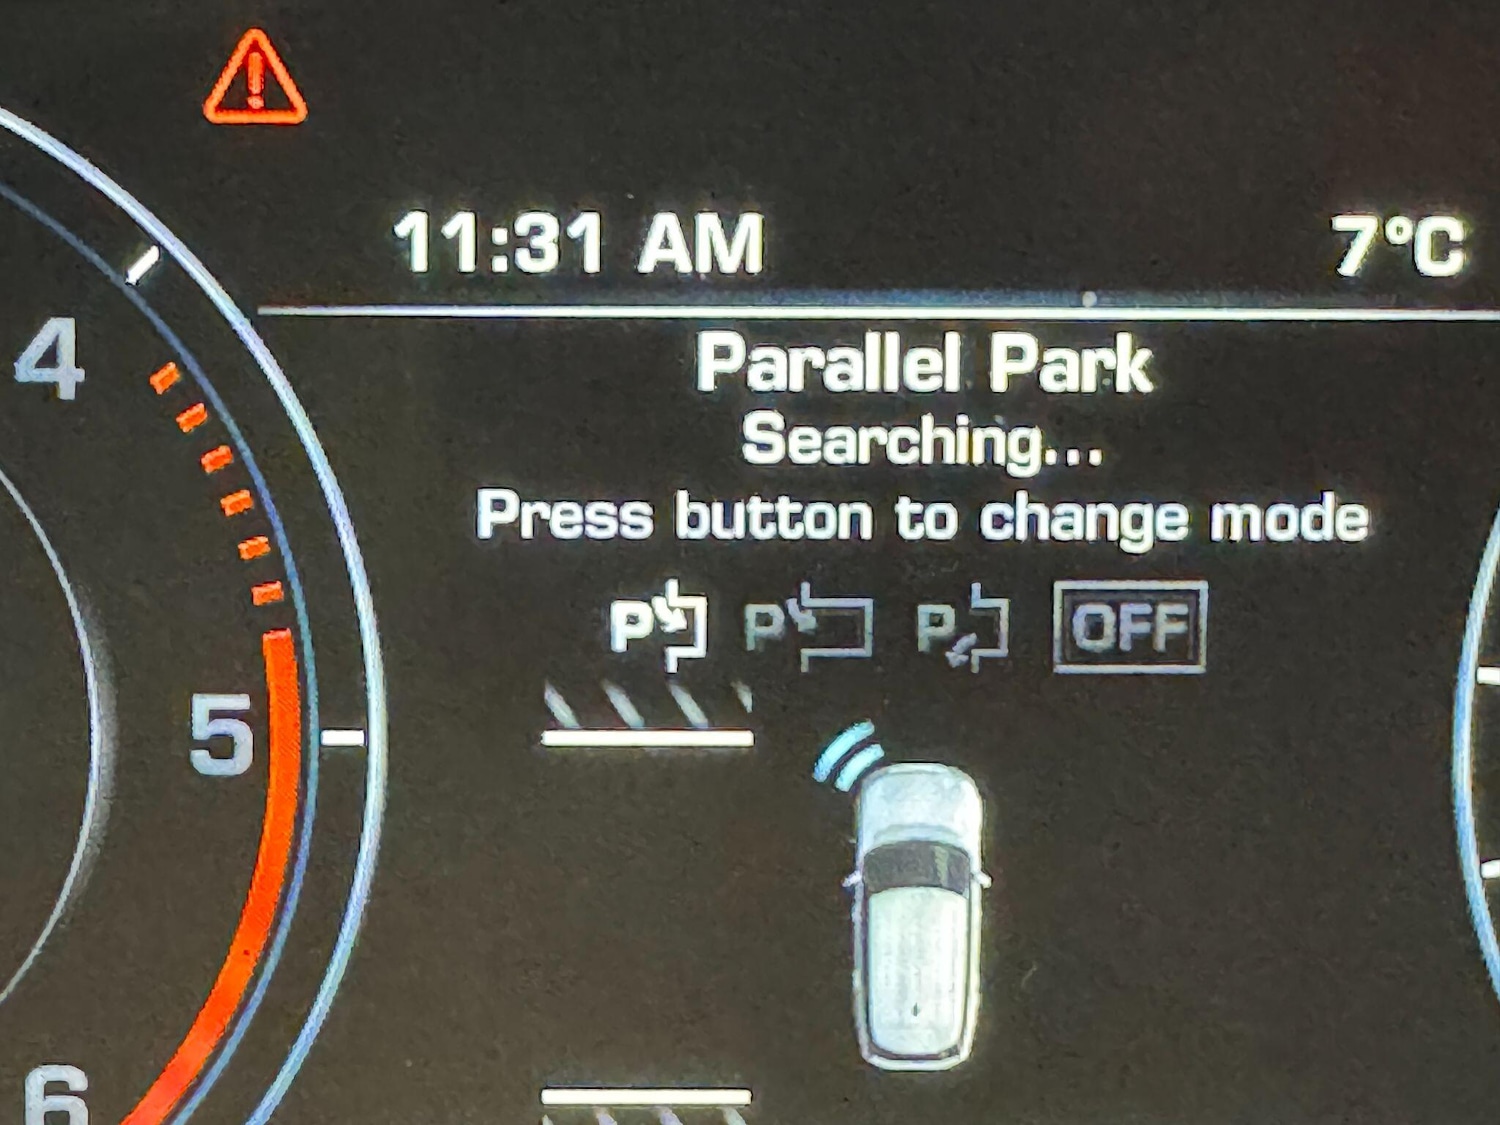 11:31 AM 7°C
Parallel Park
Searching...
Press button to change mode
P P P OFF
4
5
6